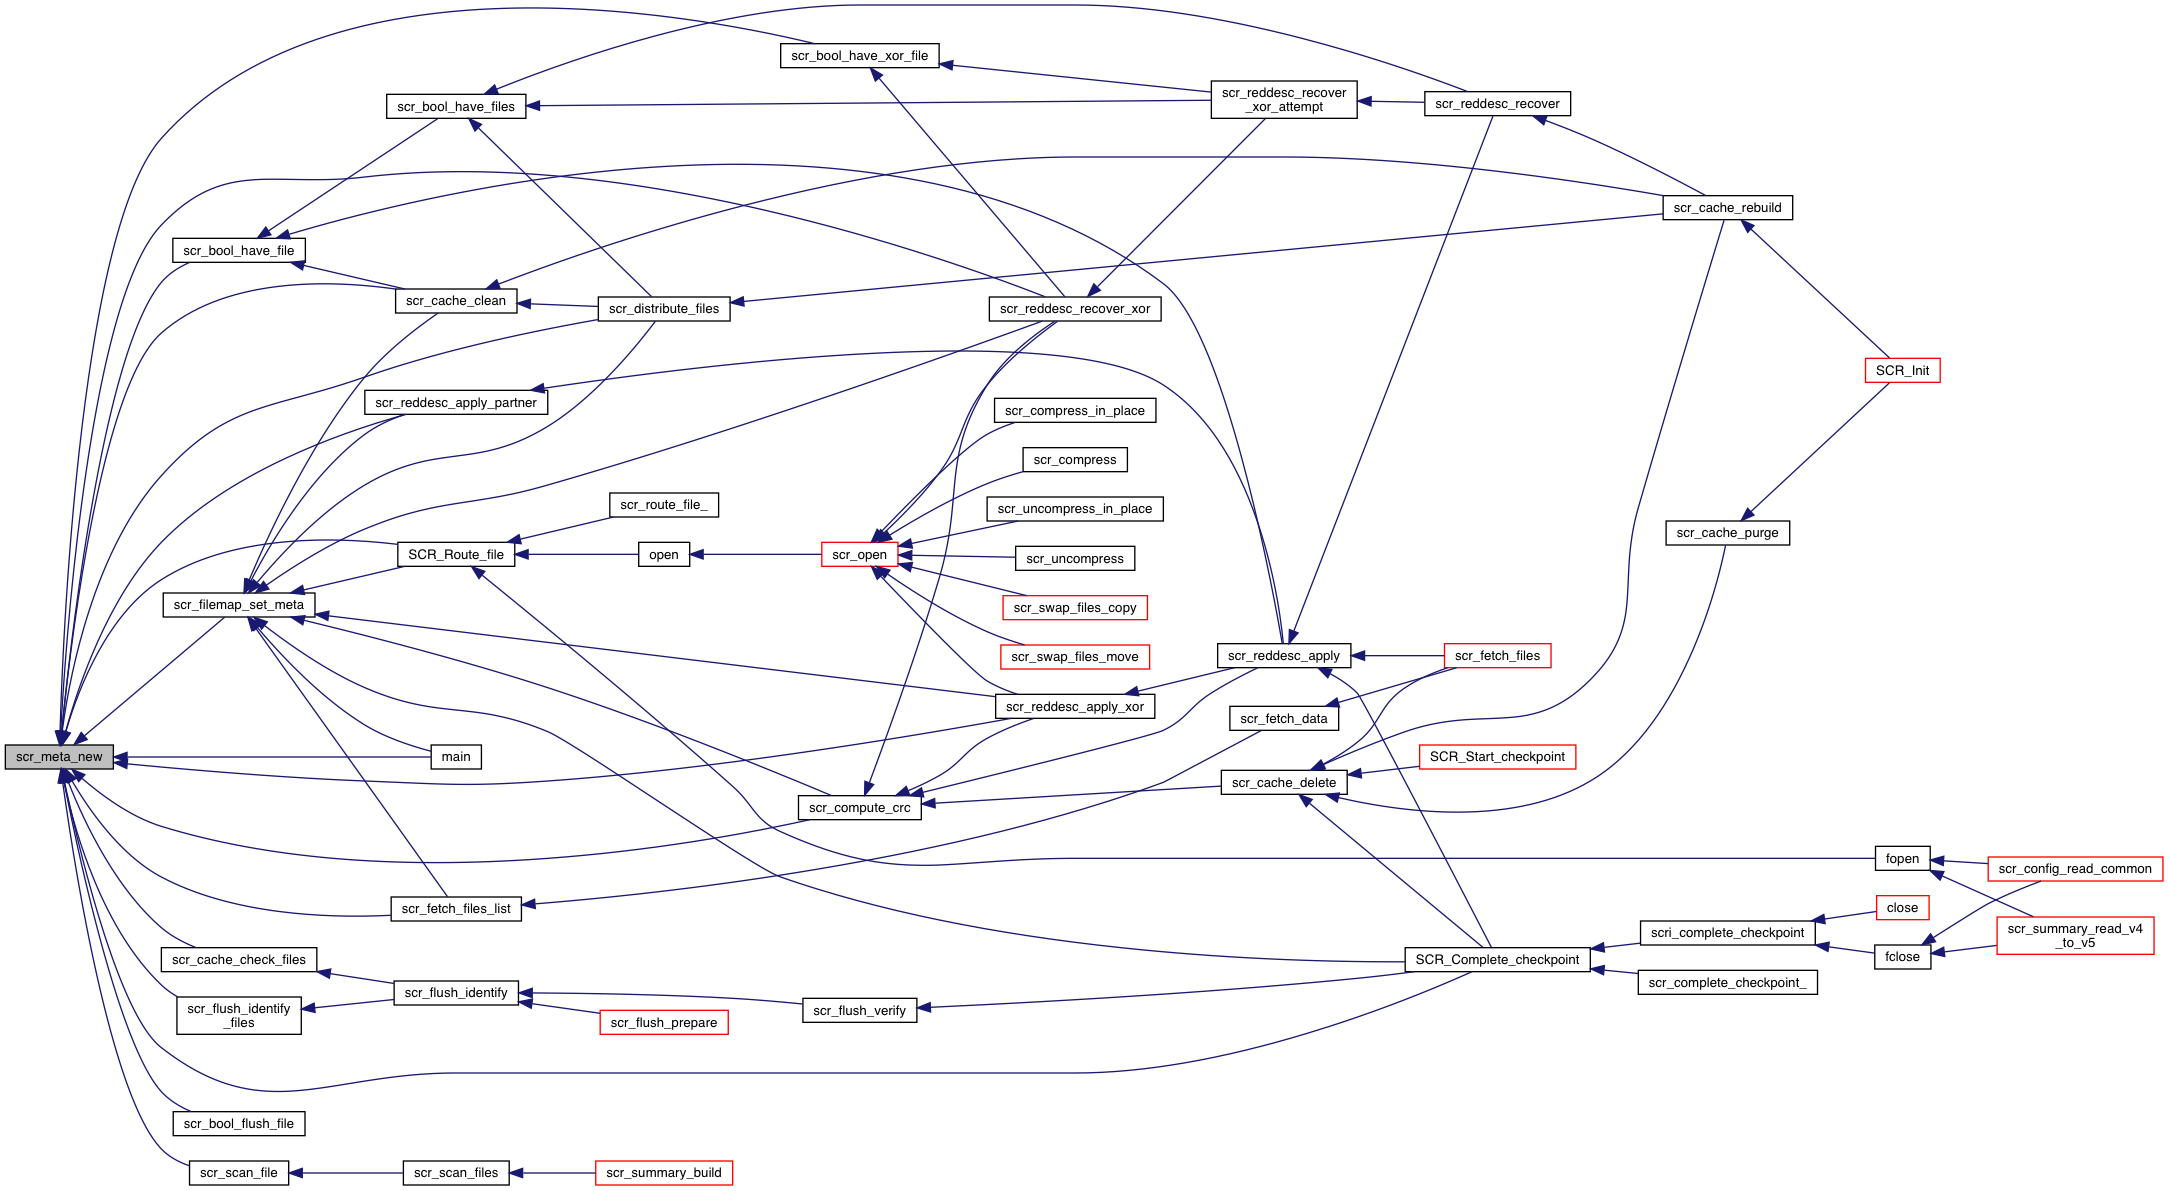 scr_bool_have_xor_file
scr_bool_have_files
scr_reddesc_recover
_xor_attempt
scr_reddesc_recover
scr_cache_rebuild
scr_bool_have_file
scr_cache_clean
scr_distribute_files
scr_reddesc_recover_xor
SCR_Init
scr_reddesc_apply_partner
scr_compress_in_place
scr_compress
scr_route_file_
scr_uncompress_in_place
scr_cache_purge
SCR_Route_file
open
scr_open
scr_uncompress
scr_filemap_set_meta
scr_swap_files_copy
scr_swap_files_move
scr_reddesc_apply
scr_fetch_files
scr_reddesc_apply_xor
scr_fetch_data
scr_meta_new
main
SCR_Start_checkpoint
scr_cache_delete
scr_compute_crc
fopen
scr_config_read_common
scr_fetch_files_list
close
scri_complete_checkpoint
scr_summary_read_v4
_to_v5
scr_cache_check_files
SCR_Complete_checkpoint
fclose
scr_complete_checkpoint_
scr_flush_identify
scr_flush_identify
_files
scr_flush_verify
scr_flush_prepare
scr_bool_flush_file
scr_scan_file
scr_scan_files
scr_summary_build